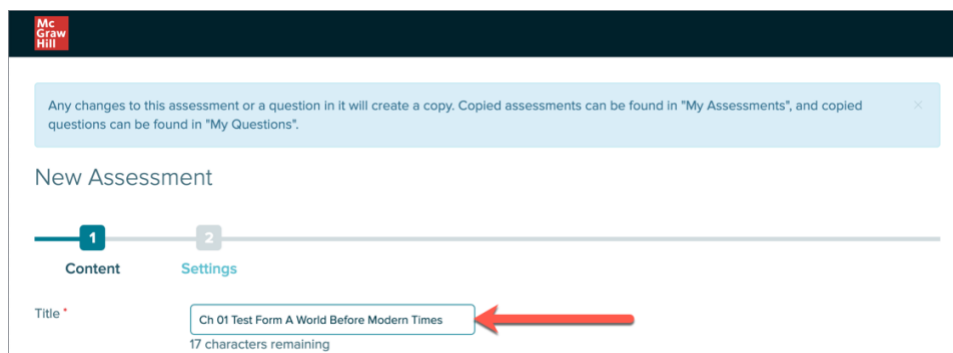 Mc
Graw
Hill
Any changes to this assessment or a question in it will create a copy. Copied assessments can be found in "My Assessments", and copied
questions can be found in "My Questions".
×
New Assessment
1
2
Content
Settings
Title *
Ch 01 Test Form A World Before Modern Times
17 characters remaining